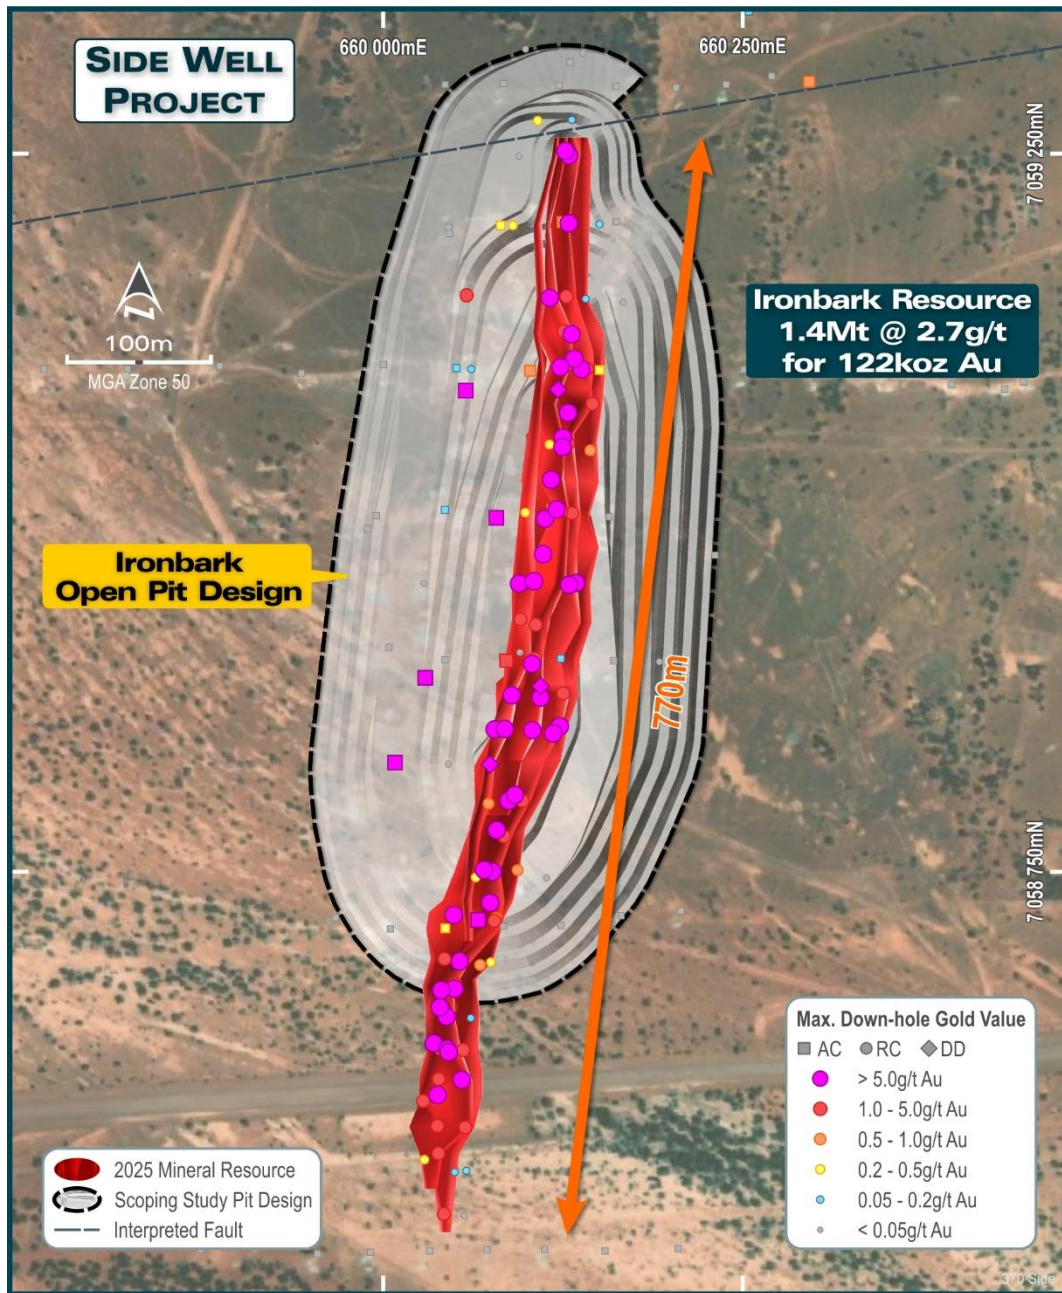 SIDE WELL
PROJECT
660 000mE
660 250mE
7 059 250mN
100m
MGA Zone 50
Ironbark Resource
1.4Mt @ 2.7g/t
for 122koz Au
Ironbark
Open Pit Design
770m
7 058 750mN
Max. Down-hole Gold Value
AC RC DD
> 5.0g/t Au
1.0 - 5.0g/t Au
0.5 - 1.0g/t Au
0.2 - 0.5g/t Au
0.05 - 0.2g/t Au
< 0.05g/t Au
2025 Mineral Resource
Scoping Study Pit Design
Interpreted Fault
370 Side